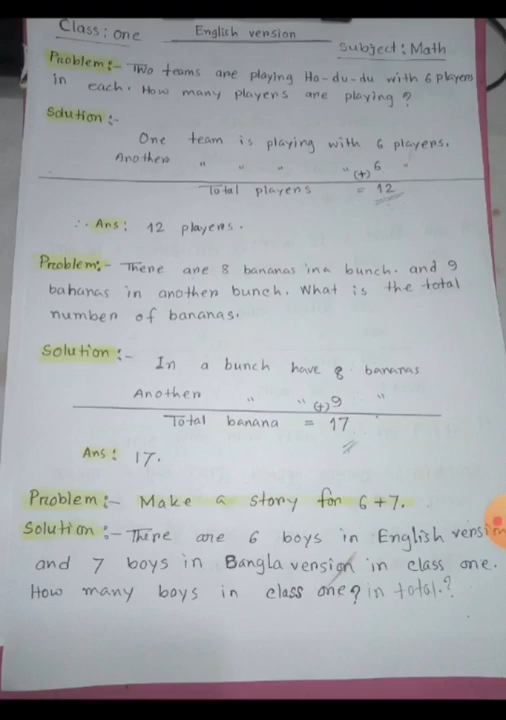 Class: one
English version
Subject: Math
Problem:- Two teams are playing Ha-du-du with 6 players
in each. How many players are playing?
Solution:-
One team is playing with 6 players.
Another " " " " (+) 6 "
Total players = 12
∴ Ans: 12 players.
Problem:- There are 8 bananas in a bunch. and 9
bananas in another bunch. What is the total
number of bananas.
Solution:-
In a bunch have 8 bananas
Another " " (+) 9 "
Total banana = 17
Ans: 17.
Problem:- Make a story for 6+7.
Solution:- There are 6 boys in English version
and 7 boys in Bangla version in class one.
How many boys in class one? in total.?